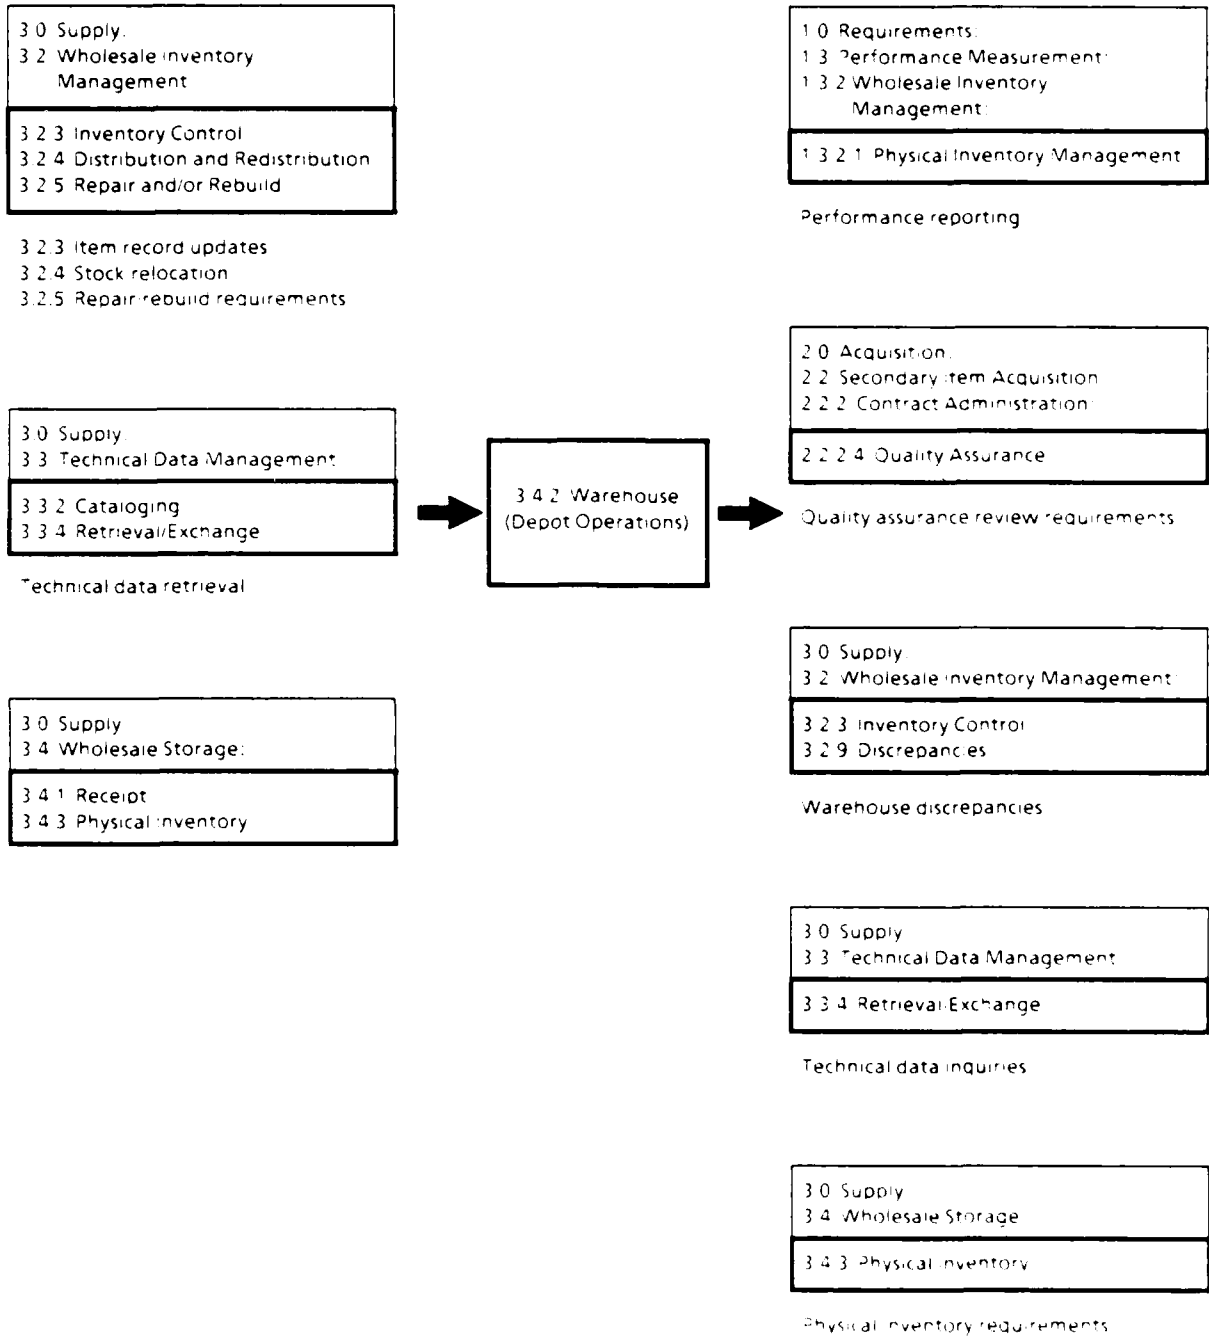 3.0 Supply:
3.2 Wholesale Inventory
Management
3.2.3 Inventory Control
3.2.4 Distribution and Redistribution
3.2.5 Repair and/or Rebuild
3.2.3 Item record updates
3.2.4 Stock relocation
3.2.5 Repair/rebuild requirements
3.0 Supply:
3.3 Technical Data Management
3.3.2 Cataloging
3.3.4 Retrieval/Exchange
Technical data retrieval
3.0 Supply
3.4 Wholesale Storage:
3.4.1 Receipt
3.4.3 Physical Inventory
3.4.2 Warehouse
(Depot Operations)
1.0 Requirements:
1.3 Performance Measurement:
1.3.2 Wholesale Inventory
Management:
1.3.2.1 Physical Inventory Management
Performance reporting
2.0 Acquisition:
2.2 Secondary Item Acquisition
2.2.2 Contract Administration:
2.2.2.4 Quality Assurance
Quality assurance review requirements
3.0 Supply:
3.2 Wholesale Inventory Management:
3.2.3 Inventory Control
3.2.9 Discrepancies
Warehouse discrepancies
3.0 Supply
3.3 Technical Data Management
3.3.4 Retrieval/Exchange
Technical data inquiries
3.0 Supply
3.4 Wholesale Storage
3.4.3 Physical Inventory
Physical inventory requirements